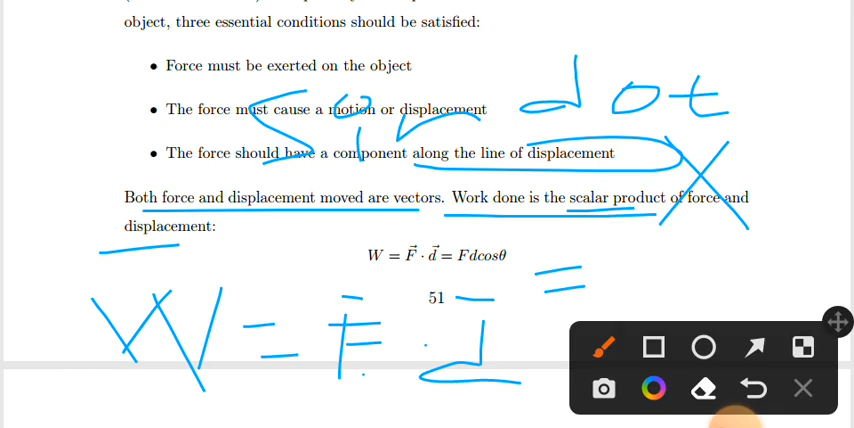 object, three essential conditions should be satisfied:
• Force must be exerted on the object
dot
• The force must cause a motion or displacement
• The force should have a component along the line of displacement
Both force and displacement moved are vectors. Work done is the scalar product of force and
displacement:
W = F⃗ · d⃗ = Fdcosθ
51
W = F̅ · d̅ =